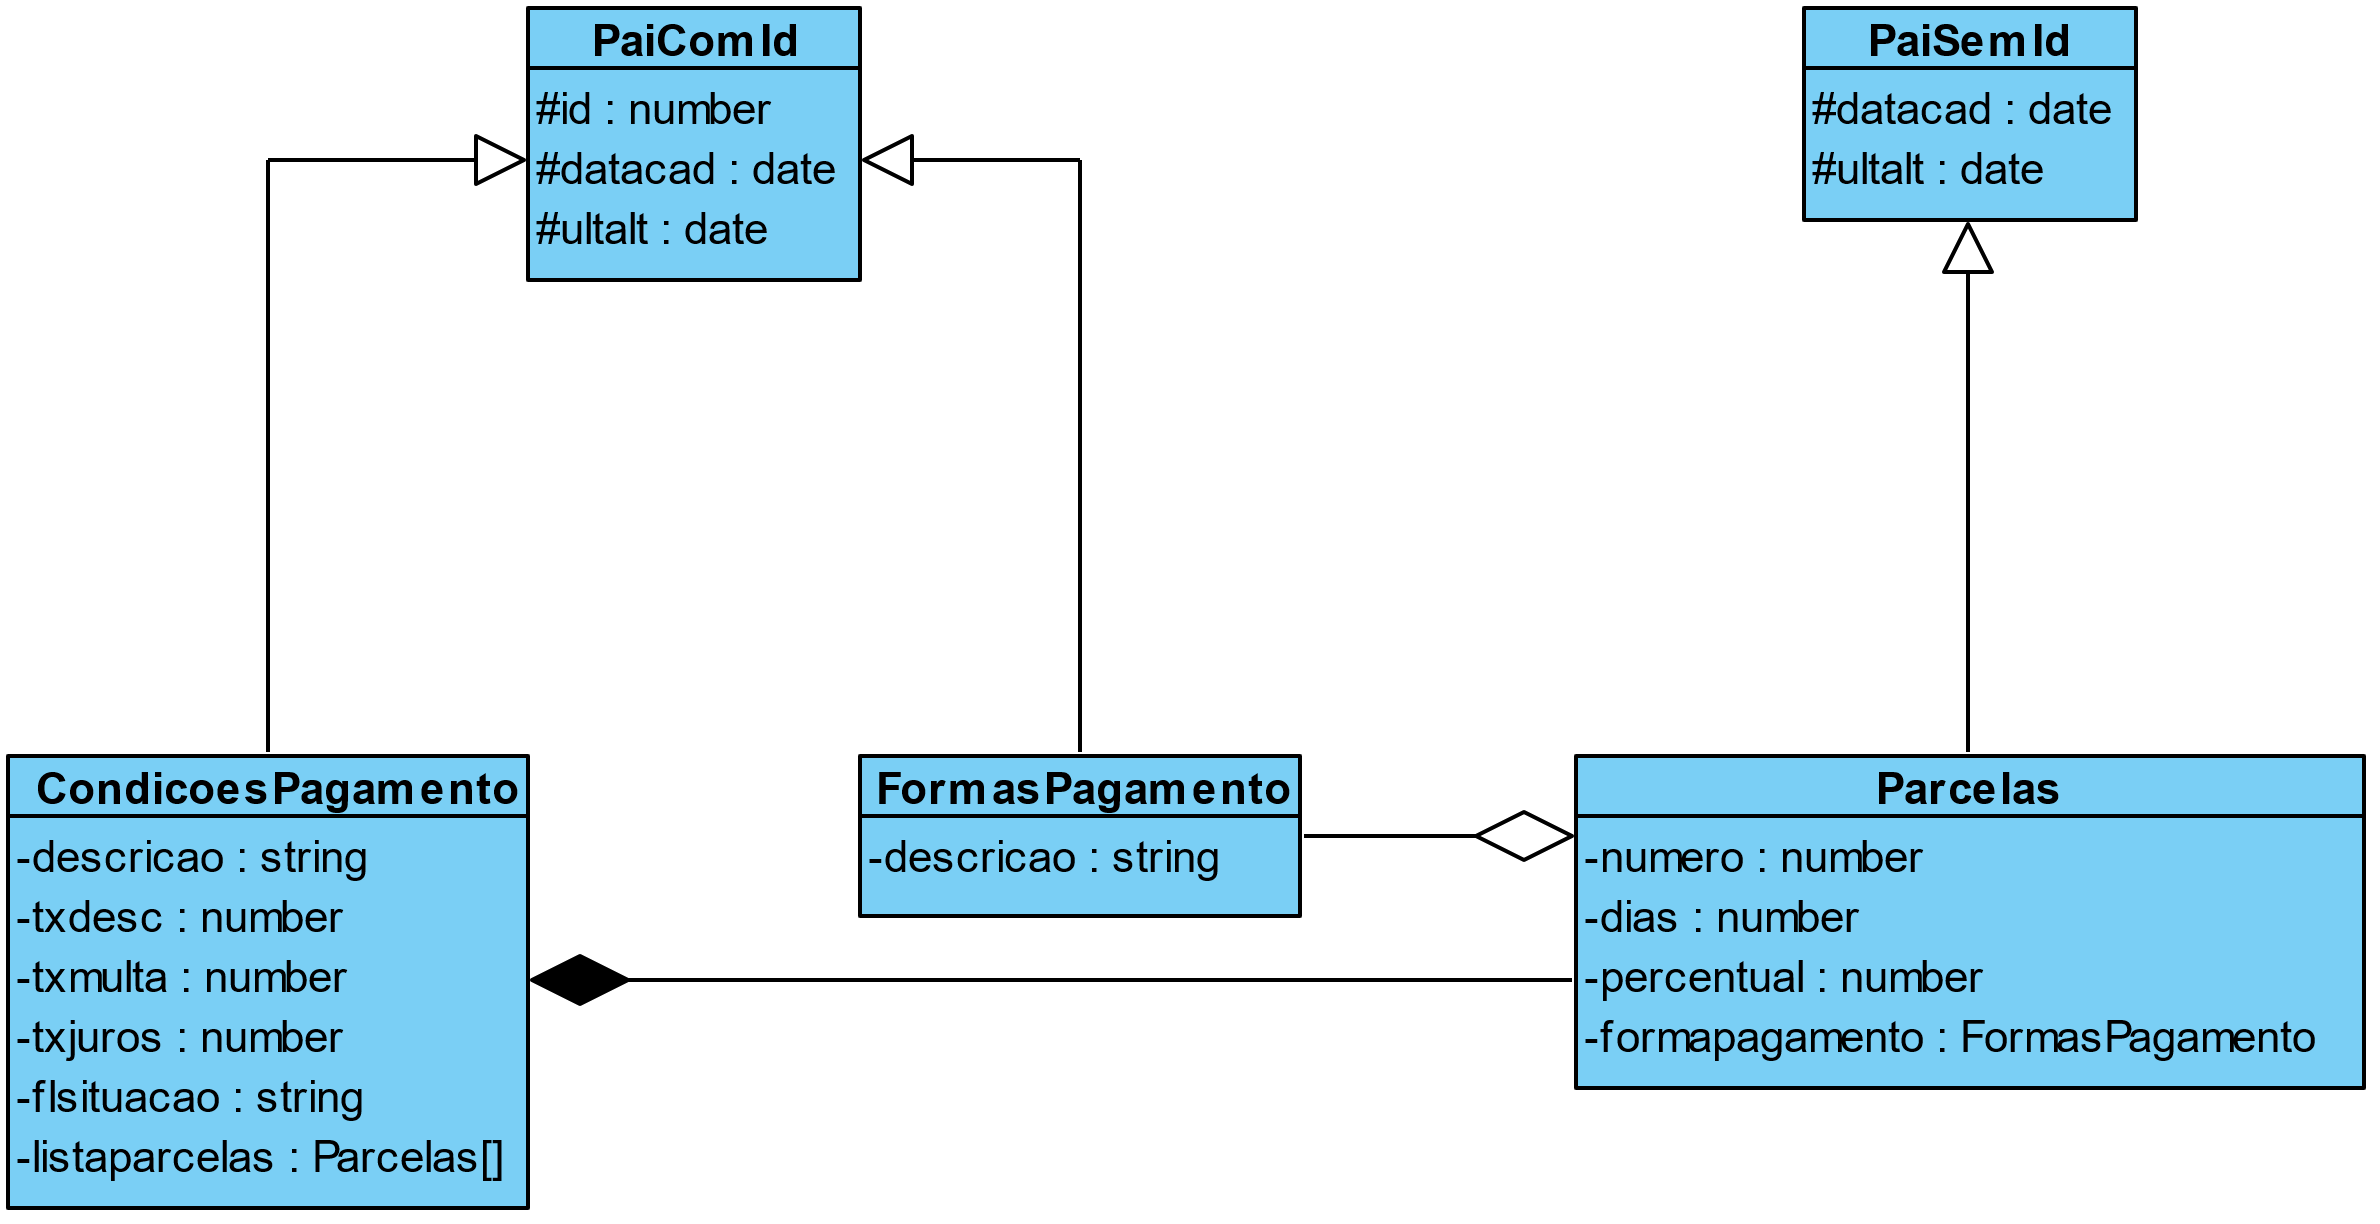 PaiComId
#id : number
#datacad : date
#ultalt : date
PaiSemId
#datacad : date
#ultalt : date
CondicoesPagamento
-descricao : string
-txdesc : number
-txmulta : number
-txjuros : number
-flsituacao : string
-listaparcelas : Parcelas[]
FormasPagamento
-descricao : string
Parcelas
-numero : number
-dias : number
-percentual : number
-formapagamento : FormasPagamento